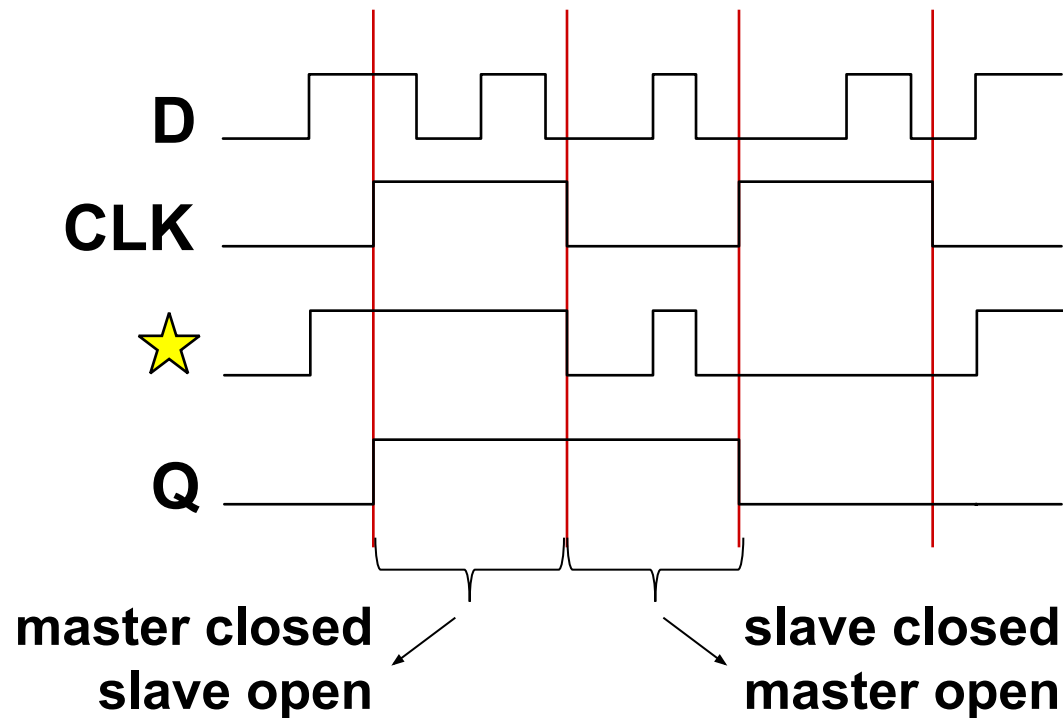 D
CLK
Q
master closed
slave open
slave closed
master open